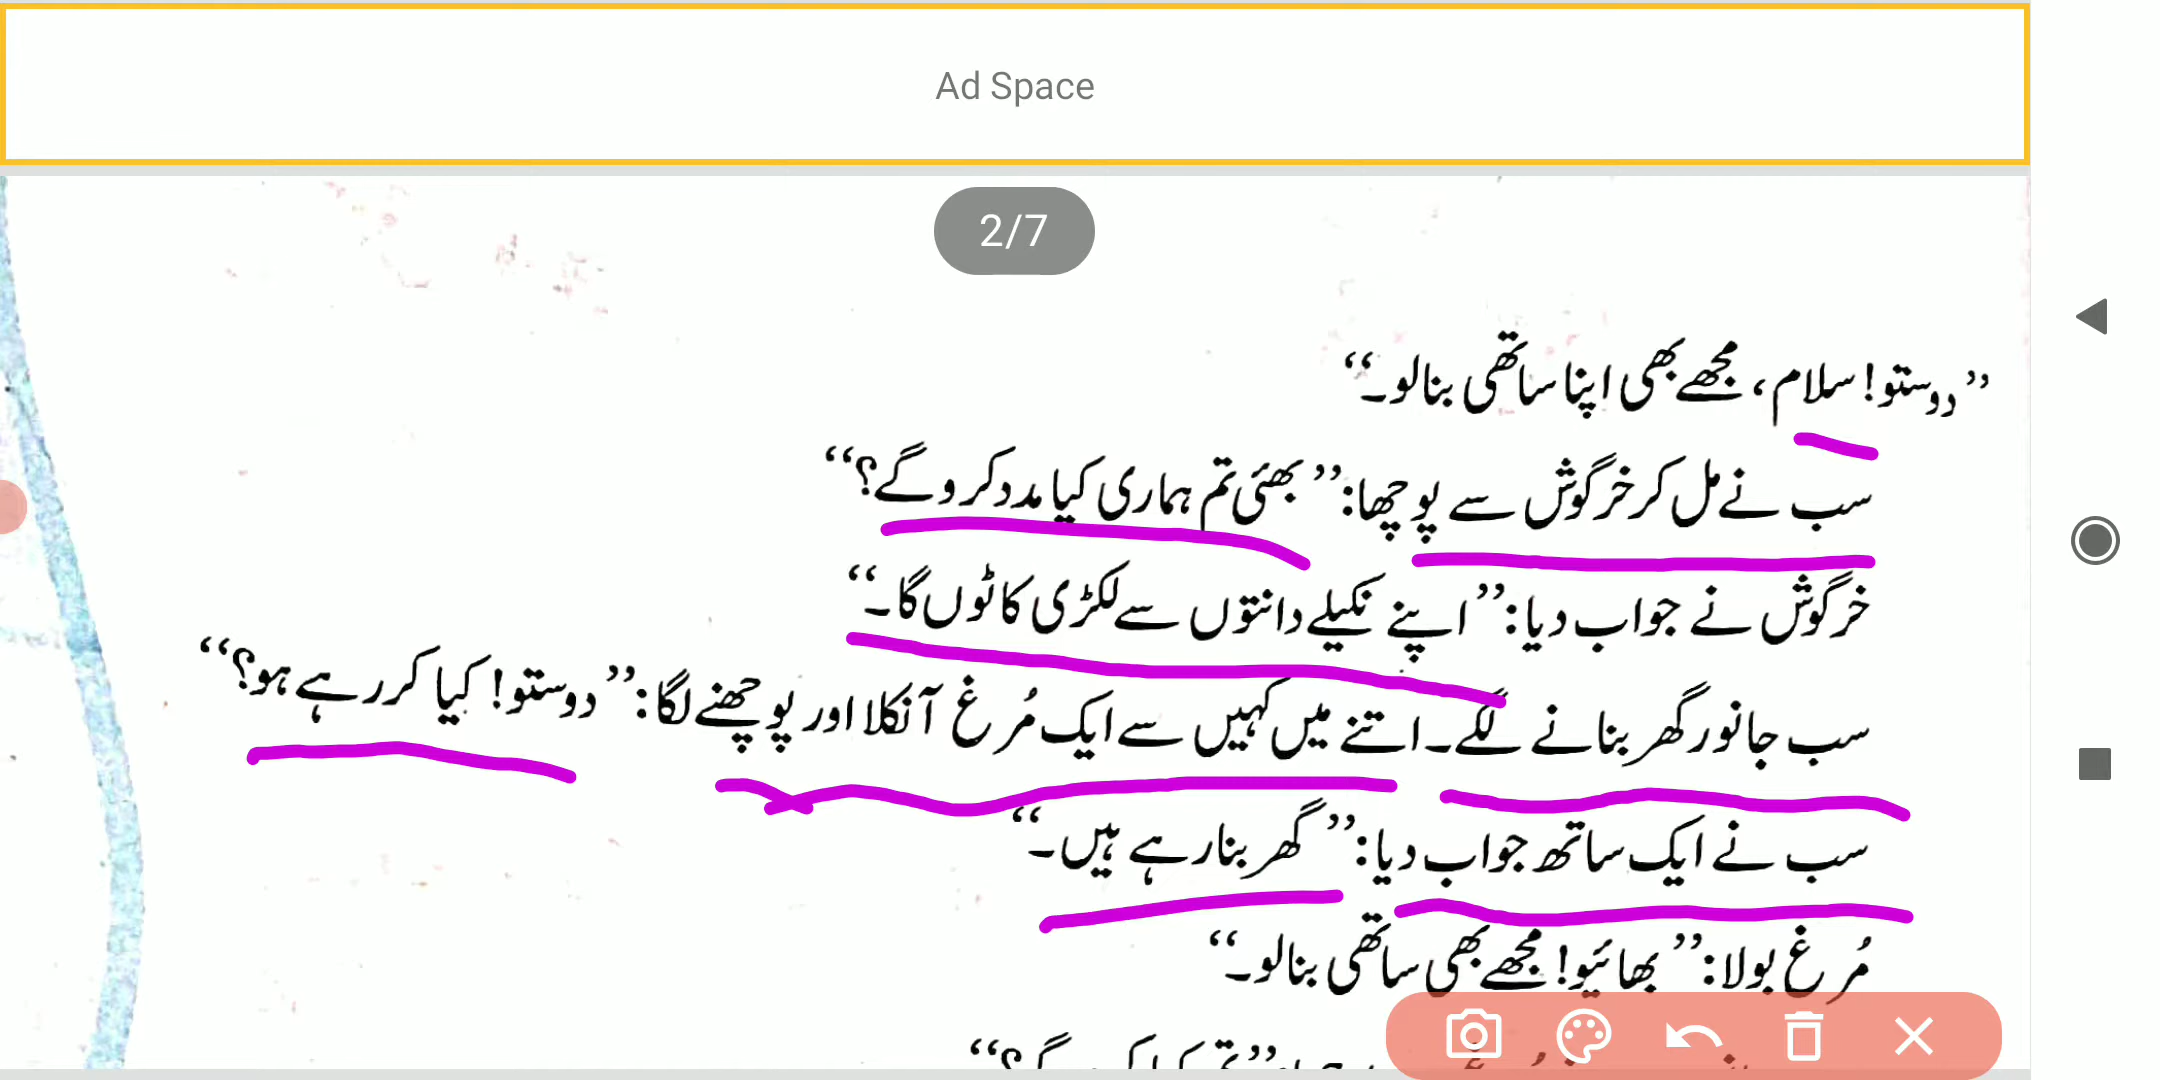 Ad Space
2/7
”دوستو! سلام، مجھے بھی اپنا ساتھی بنالو۔“
سب نے مل کر خرگوش سے پوچھا: ”بھئی تم ہماری کیا مدد کرو گے؟“
خرگوش نے جواب دیا: ”اپنے نکیلے دانتوں سے لکڑی کاٹوں گا۔“
سب جانور گھر بنانے لگے۔ اتنے میں کہیں سے ایک مُرغ آنکلا اور پوچھنے لگا: ”دوستو! کیا کر رہے ہو؟“
سب نے ایک ساتھ جواب دیا: ”گھر بنا رہے ہیں۔“
مُرغ بولا: ”بھائیو! مجھے بھی ساتھی بنالو۔“